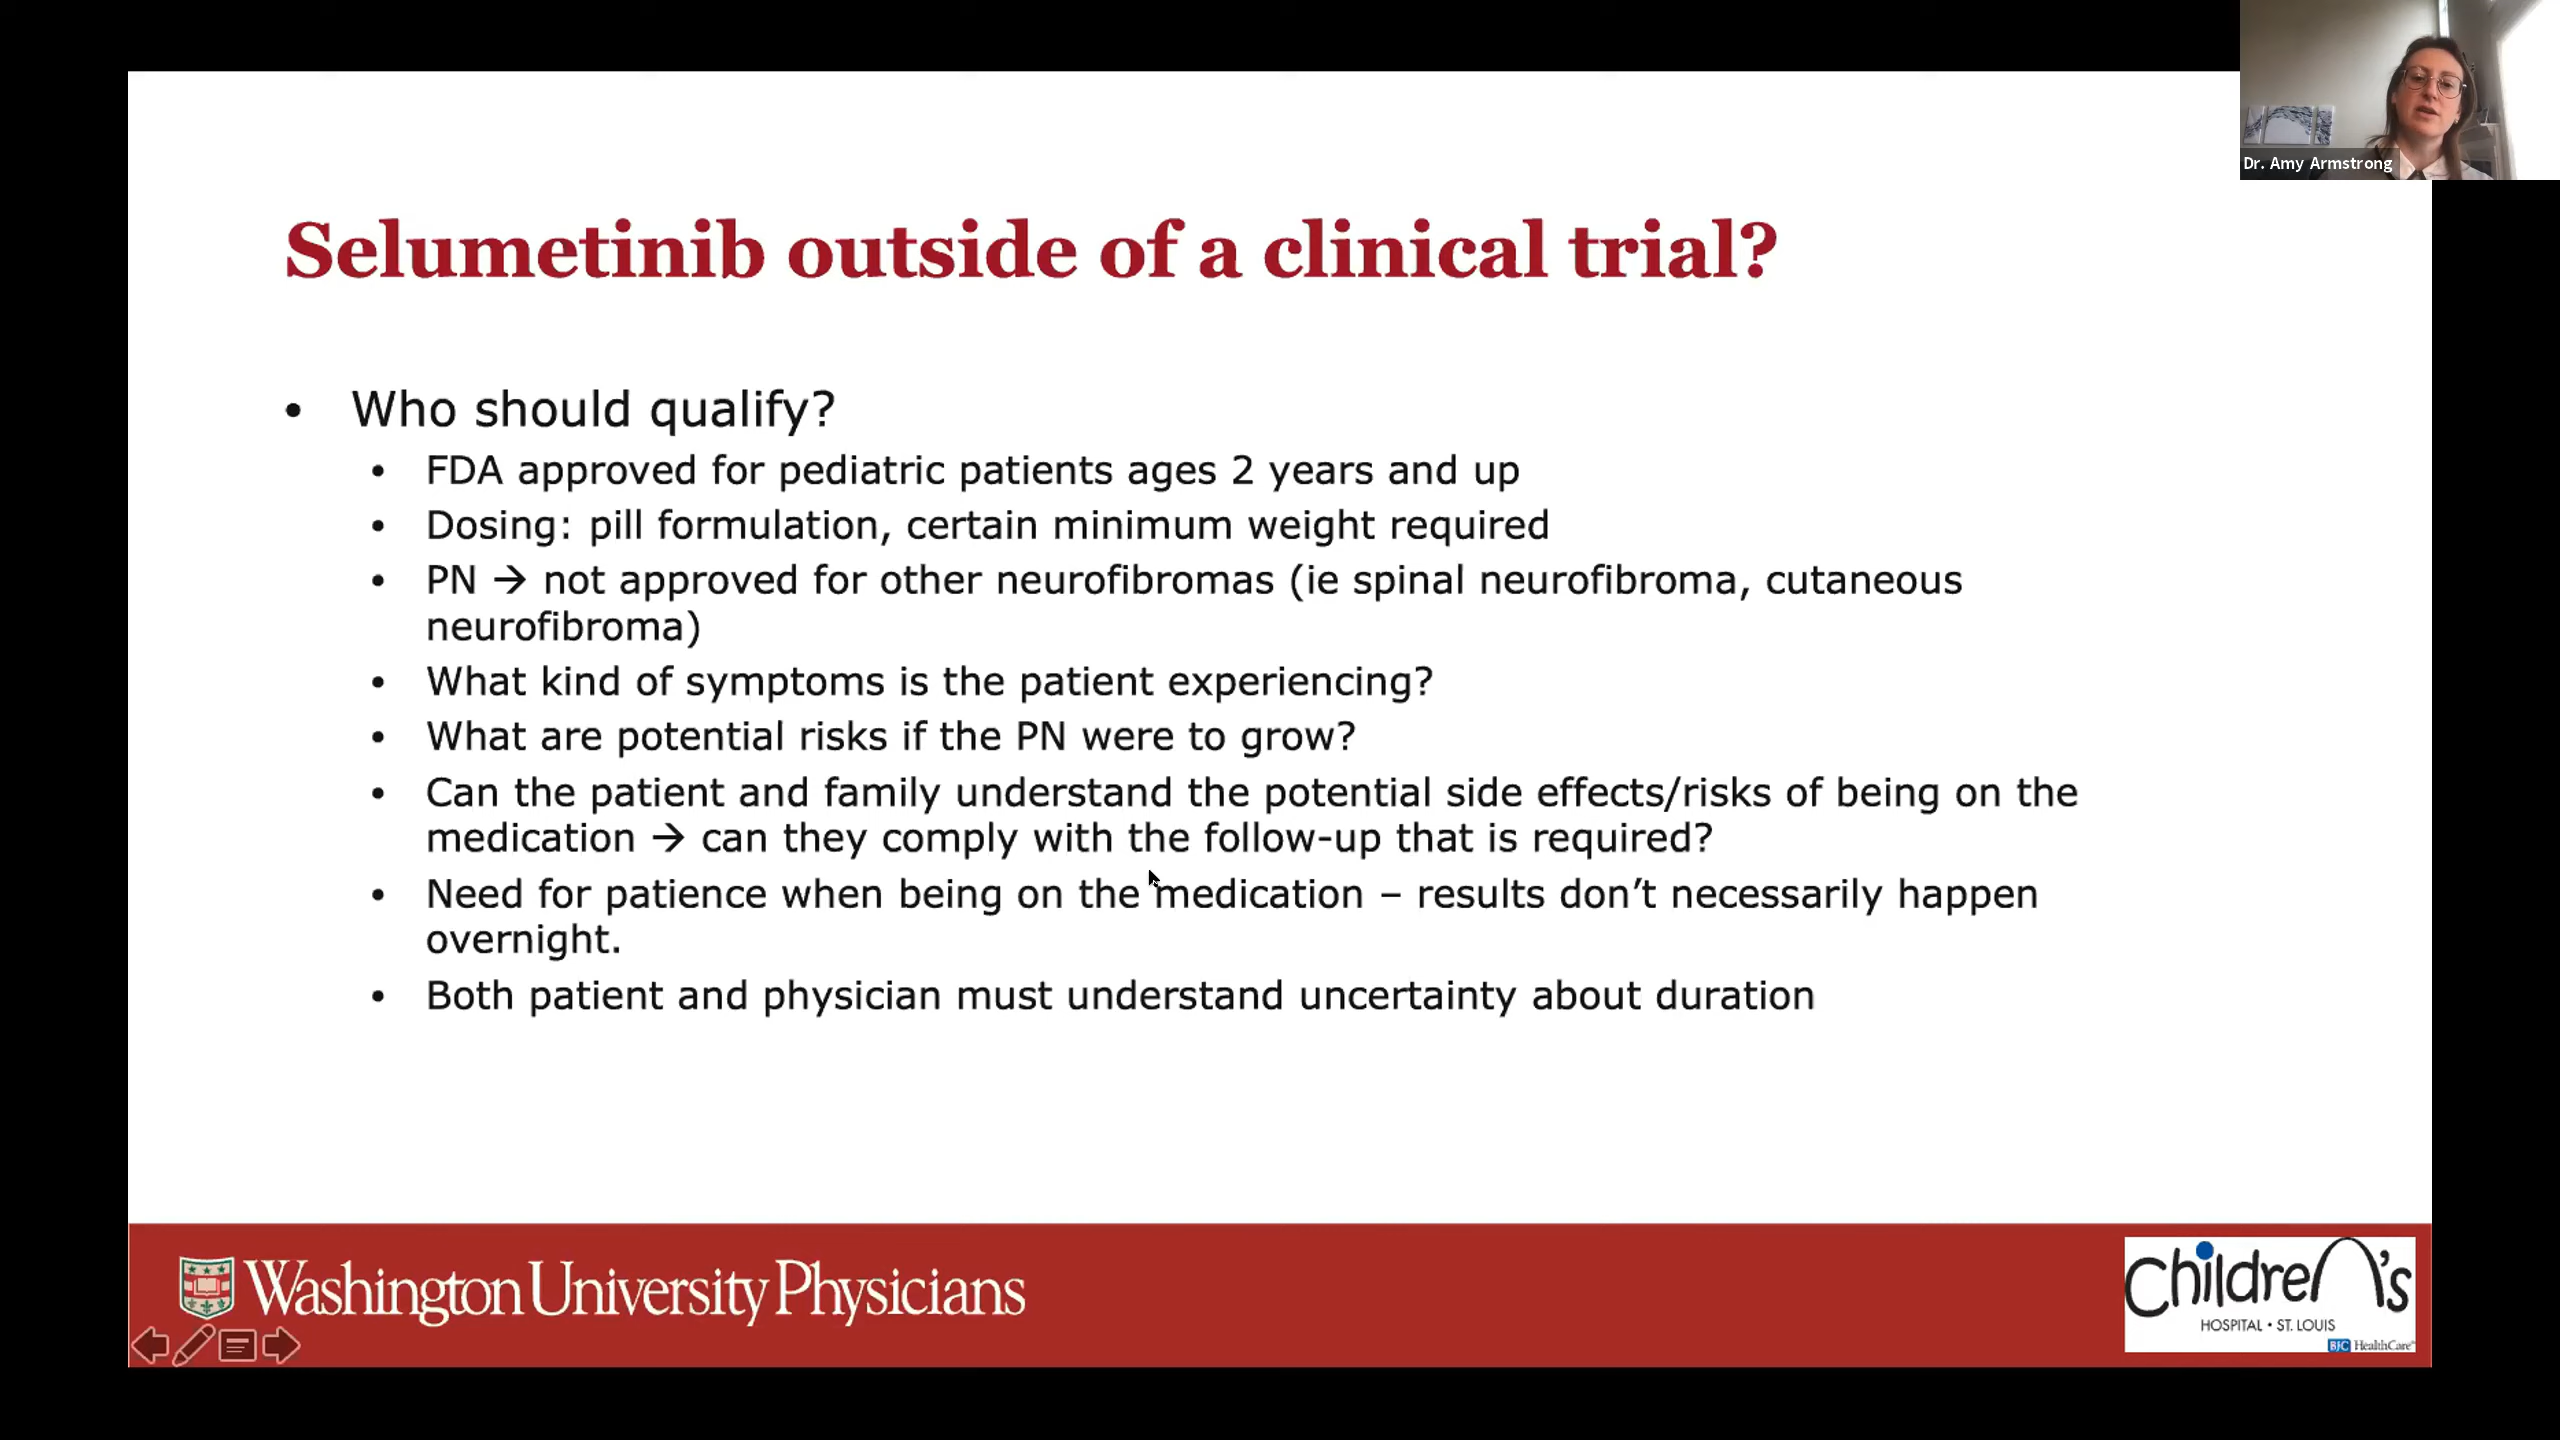 Dr. Amy Armstrong
Selumetinib outside of a clinical trial?
• Who should qualify?
• FDA approved for pediatric patients ages 2 years and up
• Dosing: pill formulation, certain minimum weight required
• PN → not approved for other neurofibromas (ie spinal neurofibroma, cutaneous
neurofibroma)
• What kind of symptoms is the patient experiencing?
• What are potential risks if the PN were to grow?
• Can the patient and family understand the potential side effects/risks of being on the
medication → can they comply with the follow-up that is required?
• Need for patience when being on the medication – results don’t necessarily happen
overnight.
• Both patient and physician must understand uncertainty about duration
Washington University Physicians
Children's
HOSPITAL • ST. LOUIS
BJC HealthCare